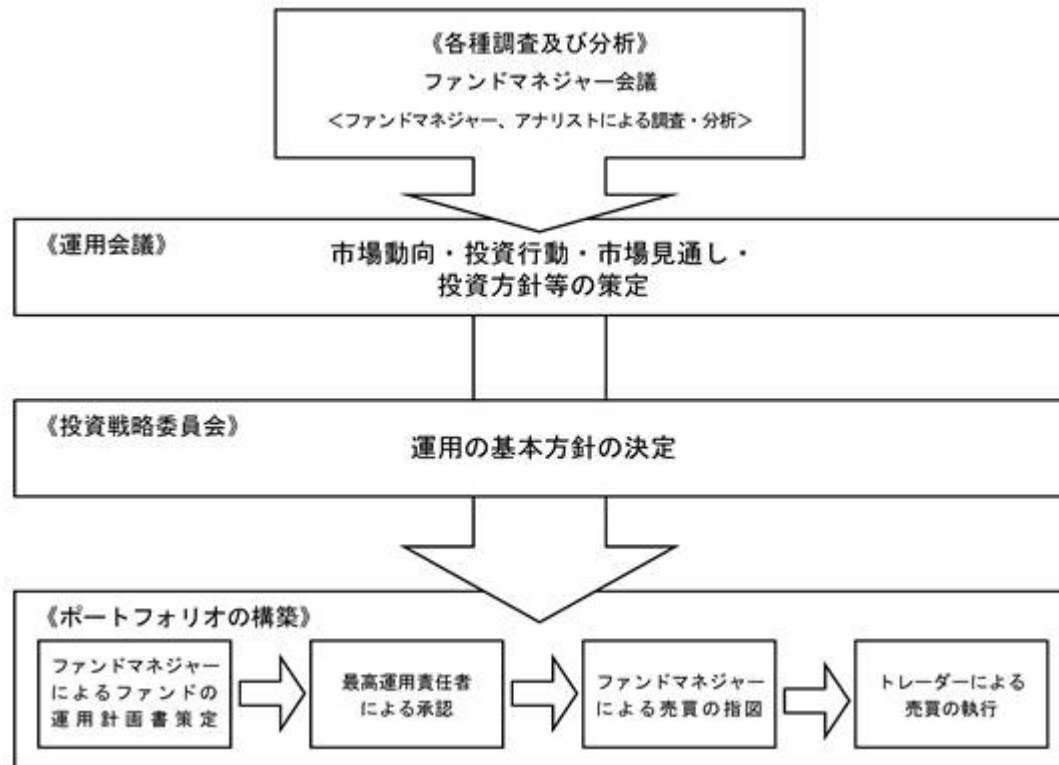 《各種調査及び分析》
ファンドマネジャー会議
＜ファンドマネジャー、アナリストによる調査・分析＞
《運用会議》
市場動向・投資行動・市場見通し・
投資方針等の策定
《投資戦略委員会》
運用の基本方針の決定
《ポートフォリオの構築》
ファンドマネジャー
によるファンドの
運用計画書策定
最高運用責任者
による承認
ファンドマネジャー
による売買の指図
トレーダーによる
売買の執行